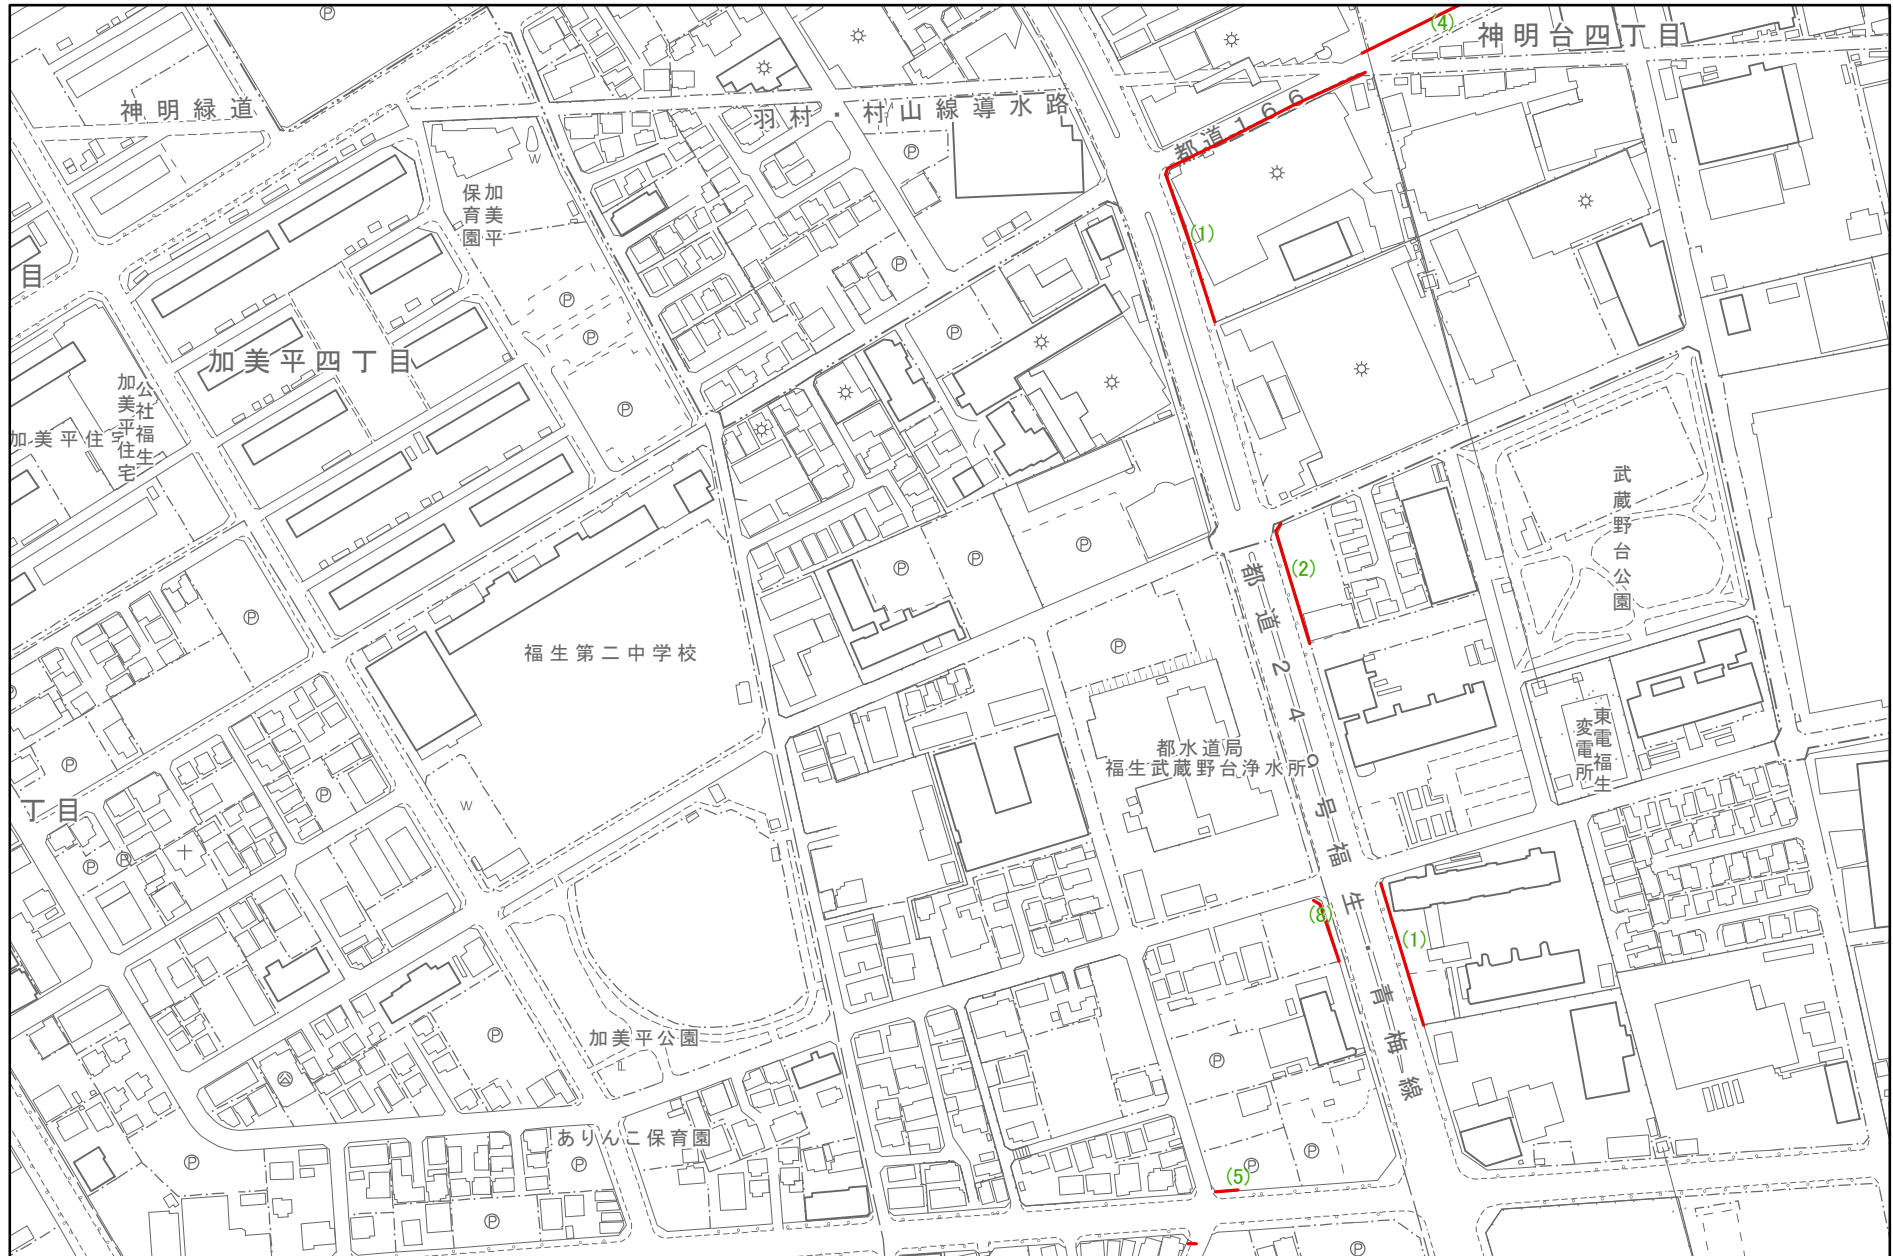 (4)
神明台四丁目
神明緑道
羽村・村山線導水路
都道166
加美平
保育園
(1)
目
加美平四丁目
公社福生
加美平住宅
加美平住宅
武蔵野台公園
(2)
福生第二中学校
都道249号福生・青梅線
都水道局
福生武蔵野台浄水所
東電福生
変電所
丁目
(8)
(1)
加美平公園
ありんこ保育園
(5)